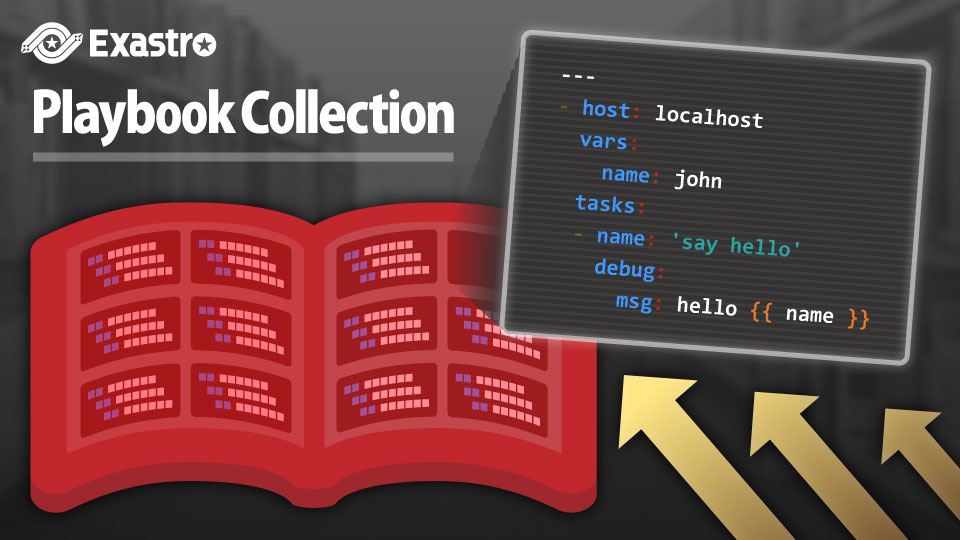 Exastro
Playbook Collection
---
- host: localhost
  vars:
    name: john
  tasks:
  - name: 'say hello'
    debug:
      msg: hello {{ name }}